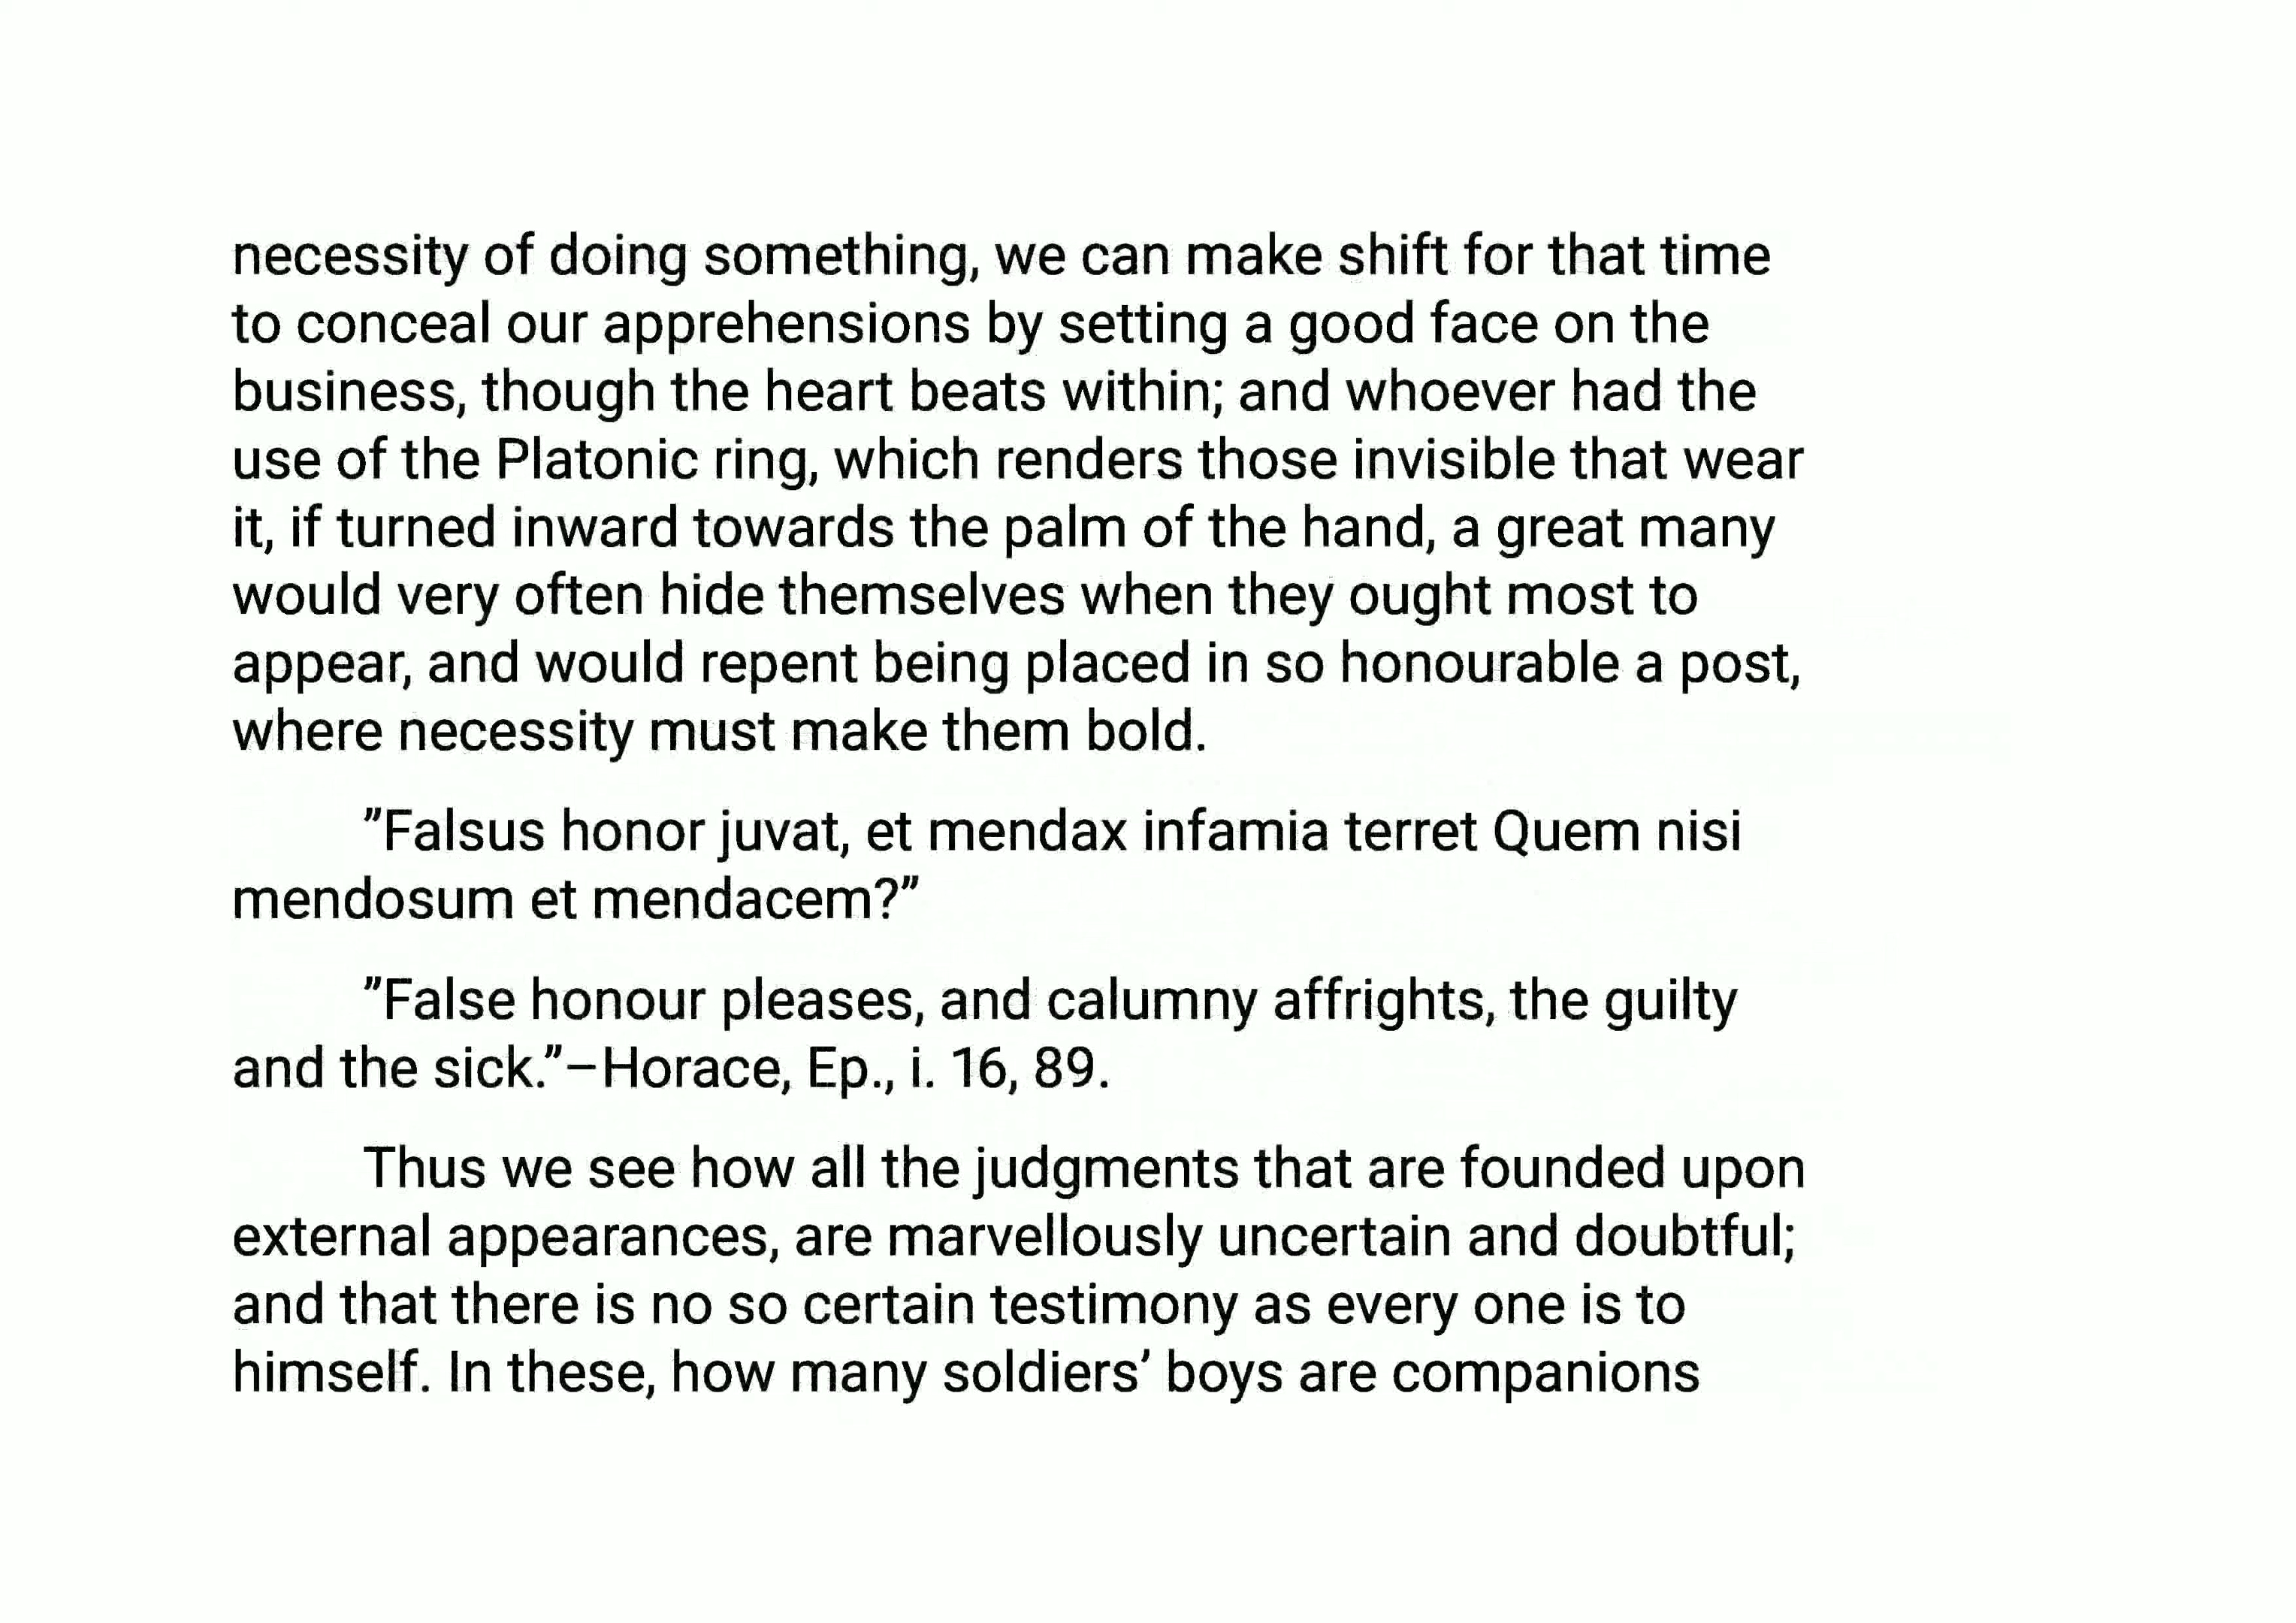 necessity of doing something, we can make shift for that time
to conceal our apprehensions by setting a good face on the
business, though the heart beats within; and whoever had the
use of the Platonic ring, which renders those invisible that wear
it, if turned inward towards the palm of the hand, a great many
would very often hide themselves when they ought most to
appear, and would repent being placed in so honourable a post,
where necessity must make them bold.
”Falsus honor juvat, et mendax infamia terret Quem nisi
mendosum et mendacem?”
”False honour pleases, and calumny affrights, the guilty
and the sick.”–Horace, Ep., i. 16, 89.
Thus we see how all the judgments that are founded upon
external appearances, are marvellously uncertain and doubtful;
and that there is no so certain testimony as every one is to
himself. In these, how many soldiers’ boys are companions